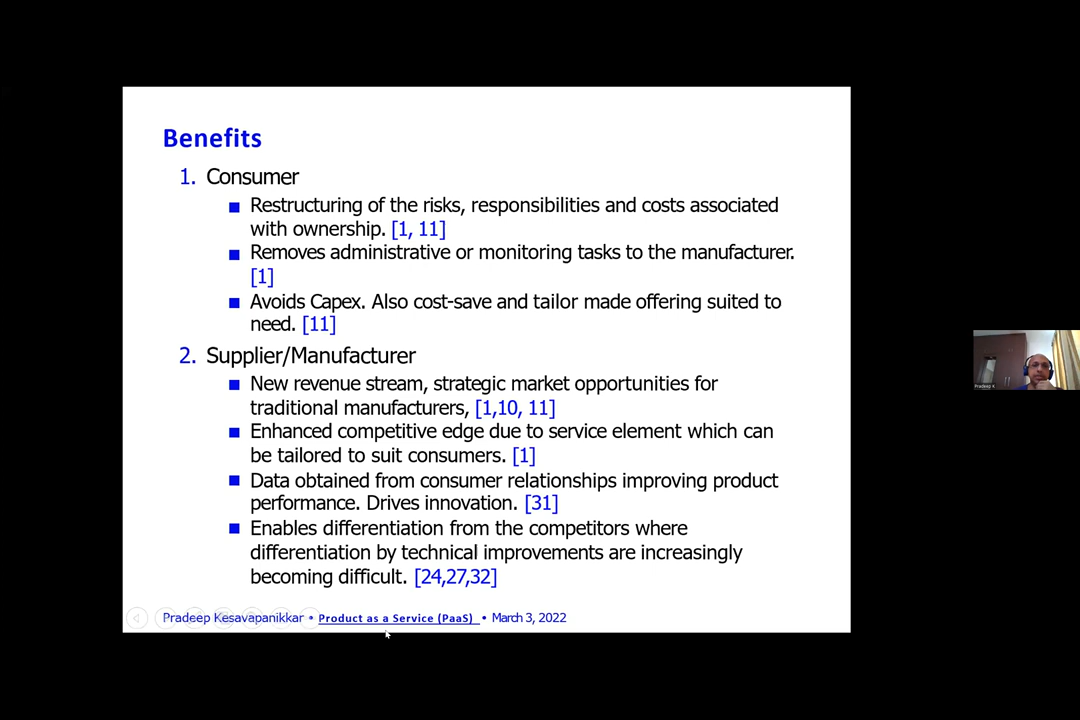 Benefits
1. Consumer
Restructuring of the risks, responsibilities and costs associated
with ownership. [1, 11]
Removes administrative or monitoring tasks to the manufacturer.
[1]
Avoids Capex. Also cost-save and tailor made offering suited to
need. [11]
2. Supplier/Manufacturer
New revenue stream, strategic market opportunities for
traditional manufacturers, [1,10, 11]
Enhanced competitive edge due to service element which can
be tailored to suit consumers. [1]
Data obtained from consumer relationships improving product
performance. Drives innovation. [31]
Enables differentiation from the competitors where
differentiation by technical improvements are increasingly
becoming difficult. [24,27,32]
Pradeep Kesavapanikkar • Product as a Service (PaaS) • March 3, 2022
Pradeep K